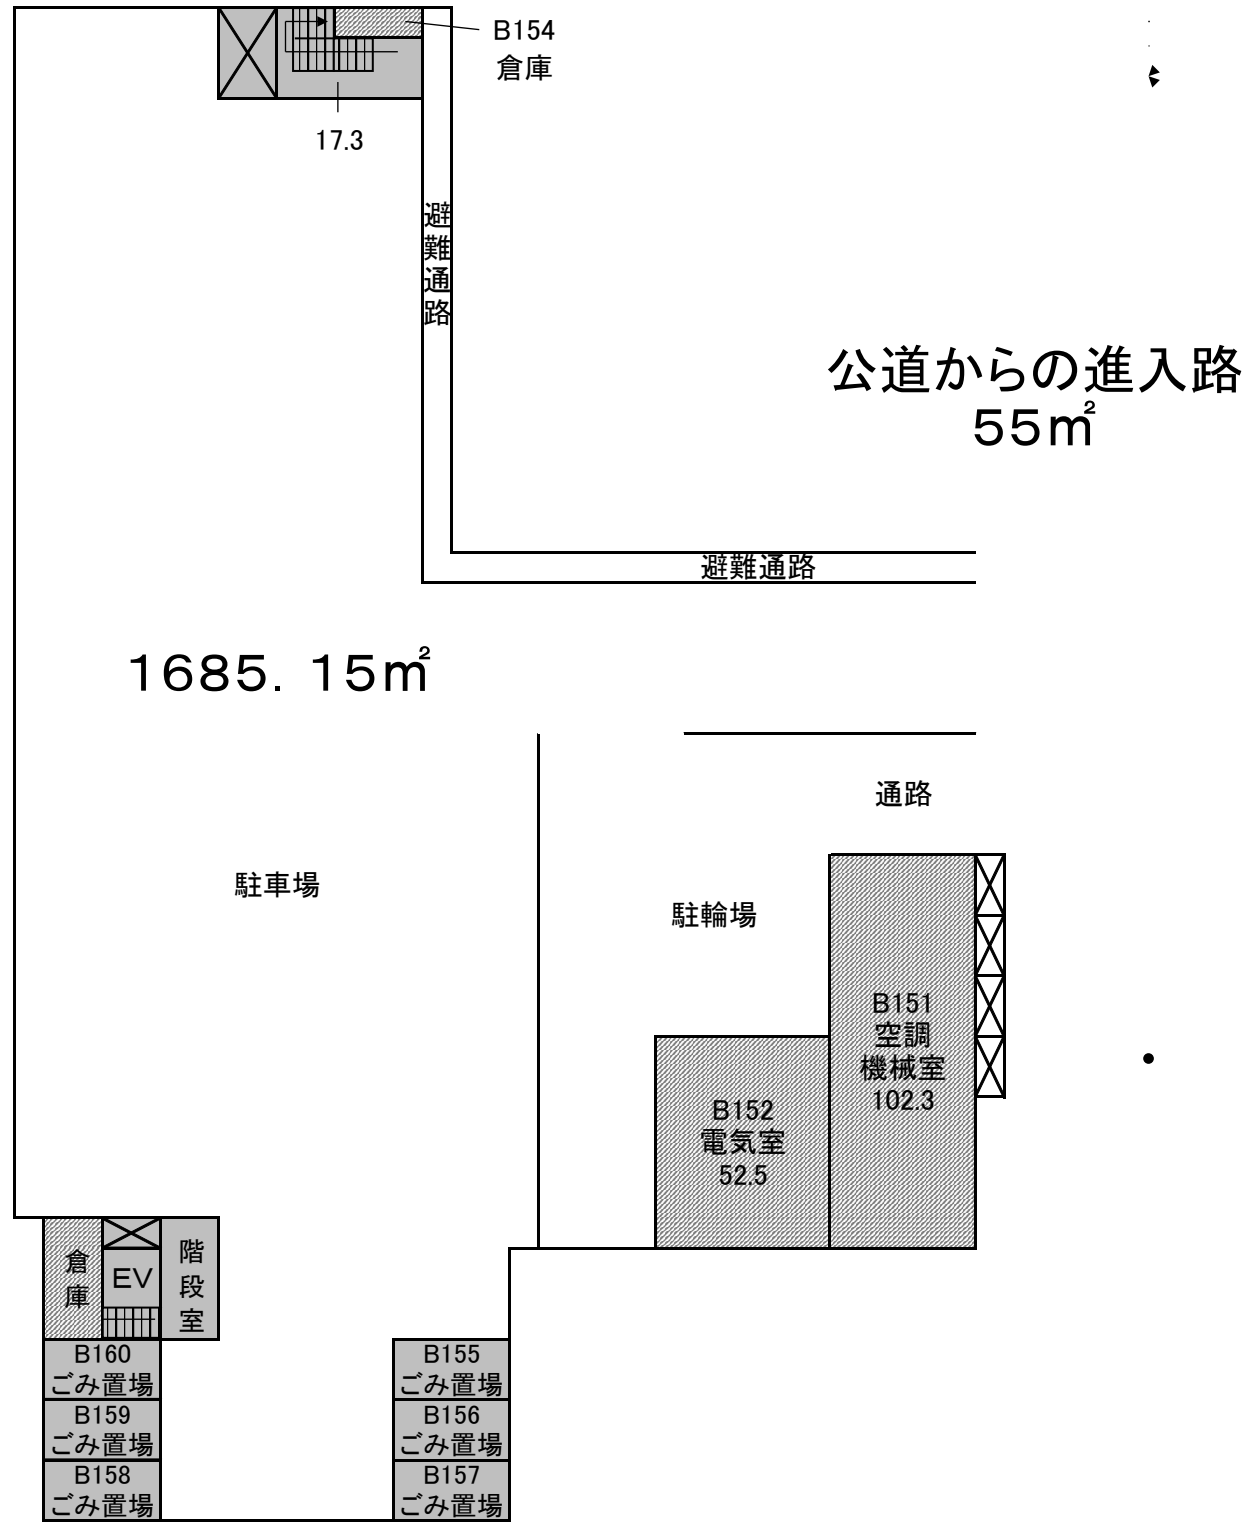 B154
倉庫
17.3
避難通路
公道からの進入路
55㎡
避難通路
1685．15㎡
通路
駐車場
駐輪場
B151
空調
機械室
102.3
B152
電気室
52.5
倉庫
EV
階段室
B160
ごみ置場
B155
ごみ置場
B159
ごみ置場
B156
ごみ置場
B158
ごみ置場
B157
ごみ置場